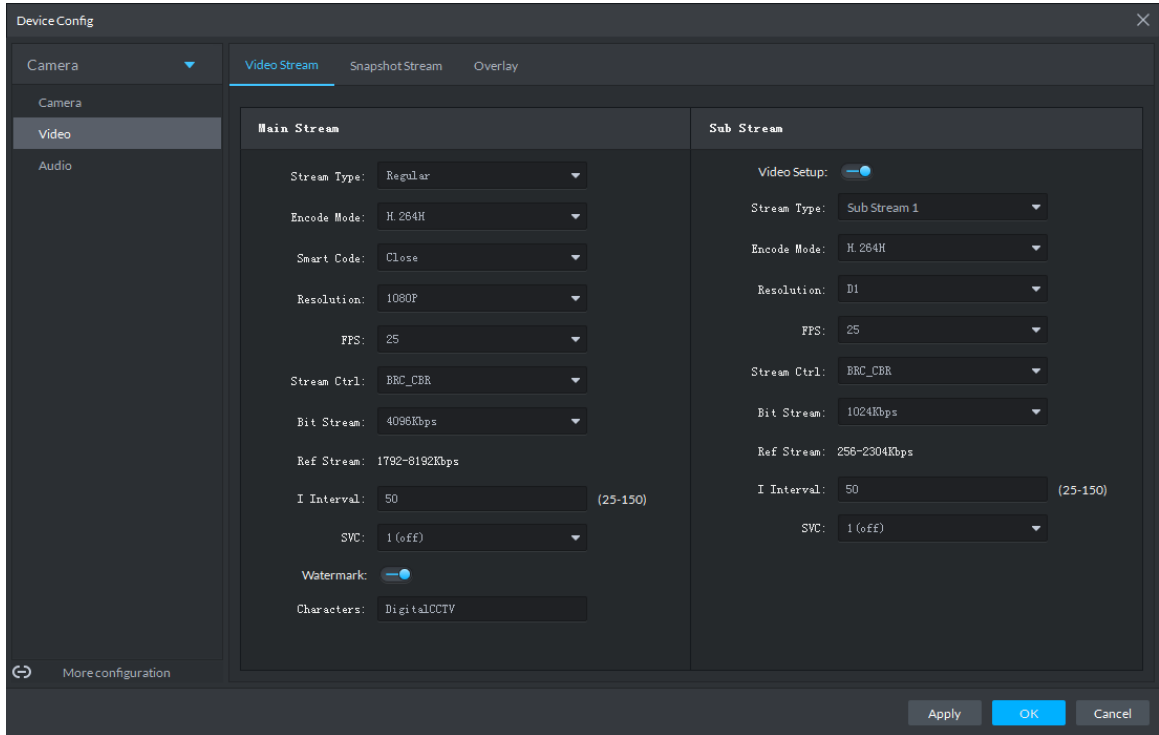 Device Config
Camera
Camera
Video
Audio
More configuration
Video Stream Snapshot Stream Overlay
Main Stream
Stream Type: Regular
Encode Mode: H.264H
Smart Code: Close
Resolution: 1080P
FPS: 25
Stream Ctrl: BRC_CBR
Bit Stream: 4096Kbps
Ref Stream: 1792-8192Kbps
I Interval: 50 (25-150)
SVC: 1(off)
Watermark:
Characters: DigitalCCTV
Sub Stream
Video Setup:
Stream Type: Sub Stream 1
Encode Mode: H.264H
Resolution: D1
FPS: 25
Stream Ctrl: BRC_CBR
Bit Stream: 1024Kbps
Ref Stream: 256-2304Kbps
I Interval: 50 (25-150)
SVC: 1(off)
Apply OK Cancel